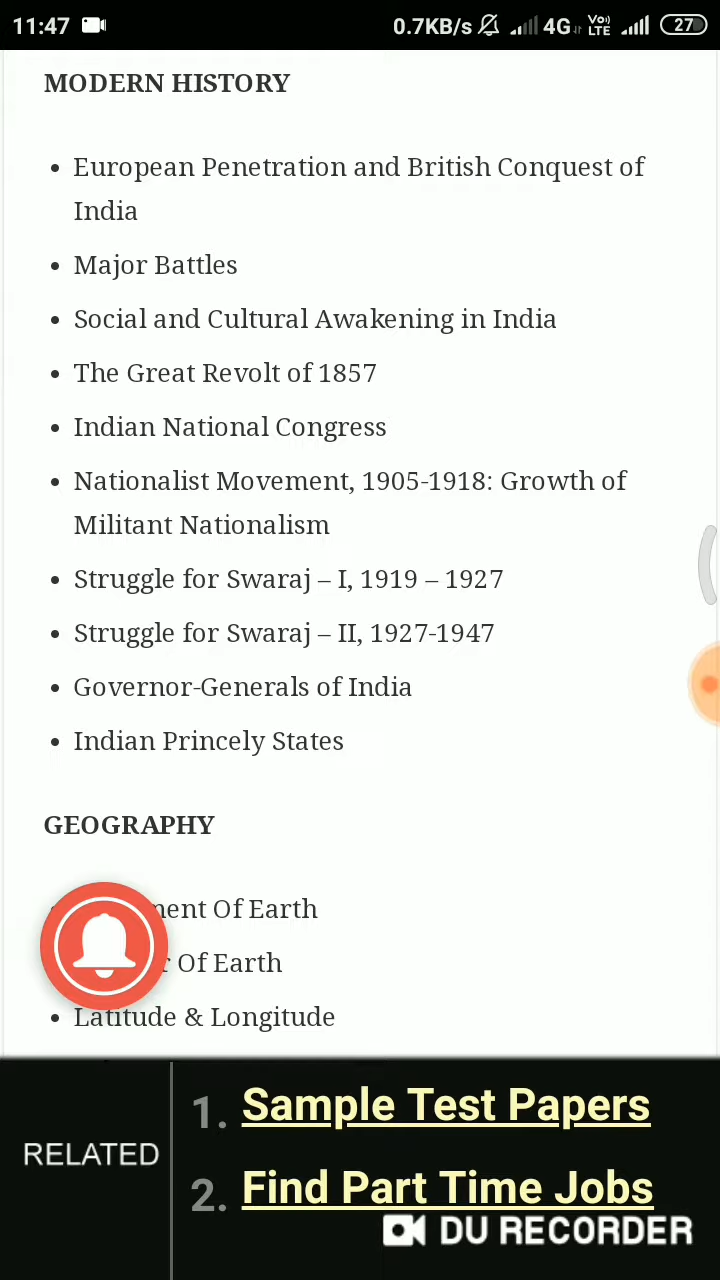 11:47 0.7KB/s 4G Vo)) LTE 27
MODERN HISTORY
• European Penetration and British Conquest of
India
• Major Battles
• Social and Cultural Awakening in India
• The Great Revolt of 1857
• Indian National Congress
• Nationalist Movement, 1905-1918: Growth of
Militant Nationalism
• Struggle for Swaraj – I, 1919 – 1927
• Struggle for Swaraj – II, 1927-1947
• Governor-Generals of India
• Indian Princely States
GEOGRAPHY
Of Earth
Of Earth
• Latitude & Longitude
RELATED
1. Sample Test Papers
2. Find Part Time Jobs
DU RECORDER